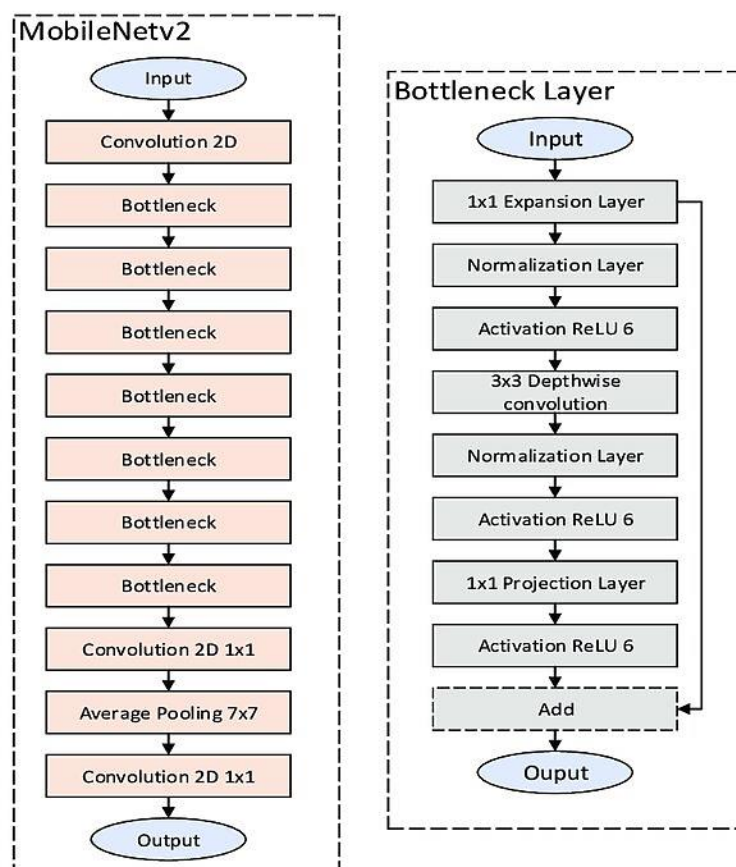 MobileNetv2
Input
Convolution 2D
Bottleneck
Bottleneck
Bottleneck
Bottleneck
Bottleneck
Bottleneck
Bottleneck
Convolution 2D 1x1
Average Pooling 7x7
Convolution 2D 1x1
Output
Bottleneck Layer
Input
1x1 Expansion Layer
Normalization Layer
Activation ReLU 6
3x3 Depthwise
convolution
Normalization Layer
Activation ReLU 6
1x1 Projection Layer
Activation ReLU 6
Add
Ouput